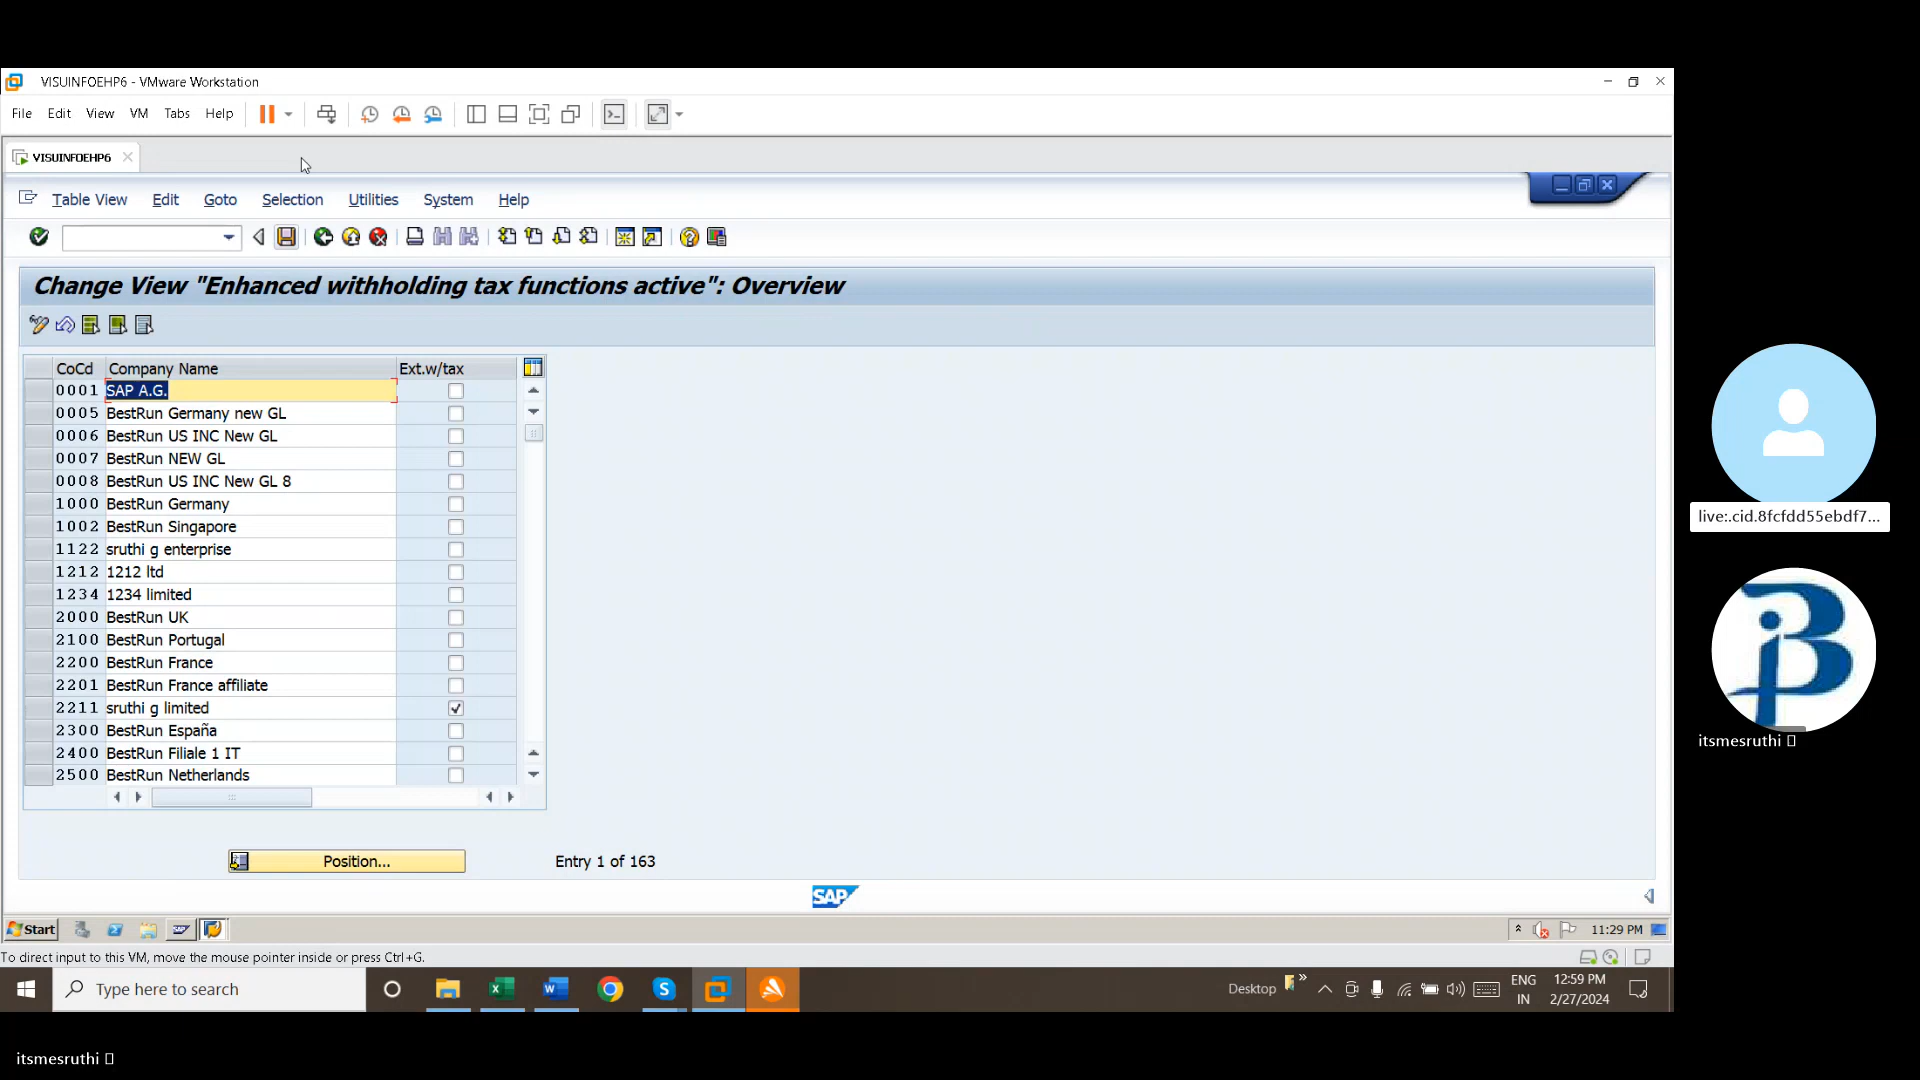 VISUINFOEHP6 - VMware Workstation
File Edit View VM Tabs Help
VISUINFOEHP6
Table View Edit Goto Selection Utilities System Help
Change View "Enhanced withholding tax functions active": Overview
CoCd Company Name Ext.w/tax
0001 SAP A.G.
0005 BestRun Germany new GL
0006 BestRun US INC New GL
0007 BestRun NEW GL
0008 BestRun US INC New GL 8
1000 BestRun Germany
1002 BestRun Singapore
1122 sruthi g enterprise
1212 1212 ltd
1234 1234 limited
2000 BestRun UK
2100 BestRun Portugal
2200 BestRun France
2201 BestRun France affiliate
2211 sruthi g limited
2300 BestRun España
2400 BestRun Filiale 1 IT
2500 BestRun Netherlands
Position... Entry 1 of 163
SAP
Start 11:29 PM
To direct input to this VM, move the mouse pointer inside or press Ctrl+G.
Type here to search Desktop ENG 12:59 PM
IN 2/27/2024
live:.cid.8fcfdd55ebdf7...
itsmesruthi
itsmesruthi